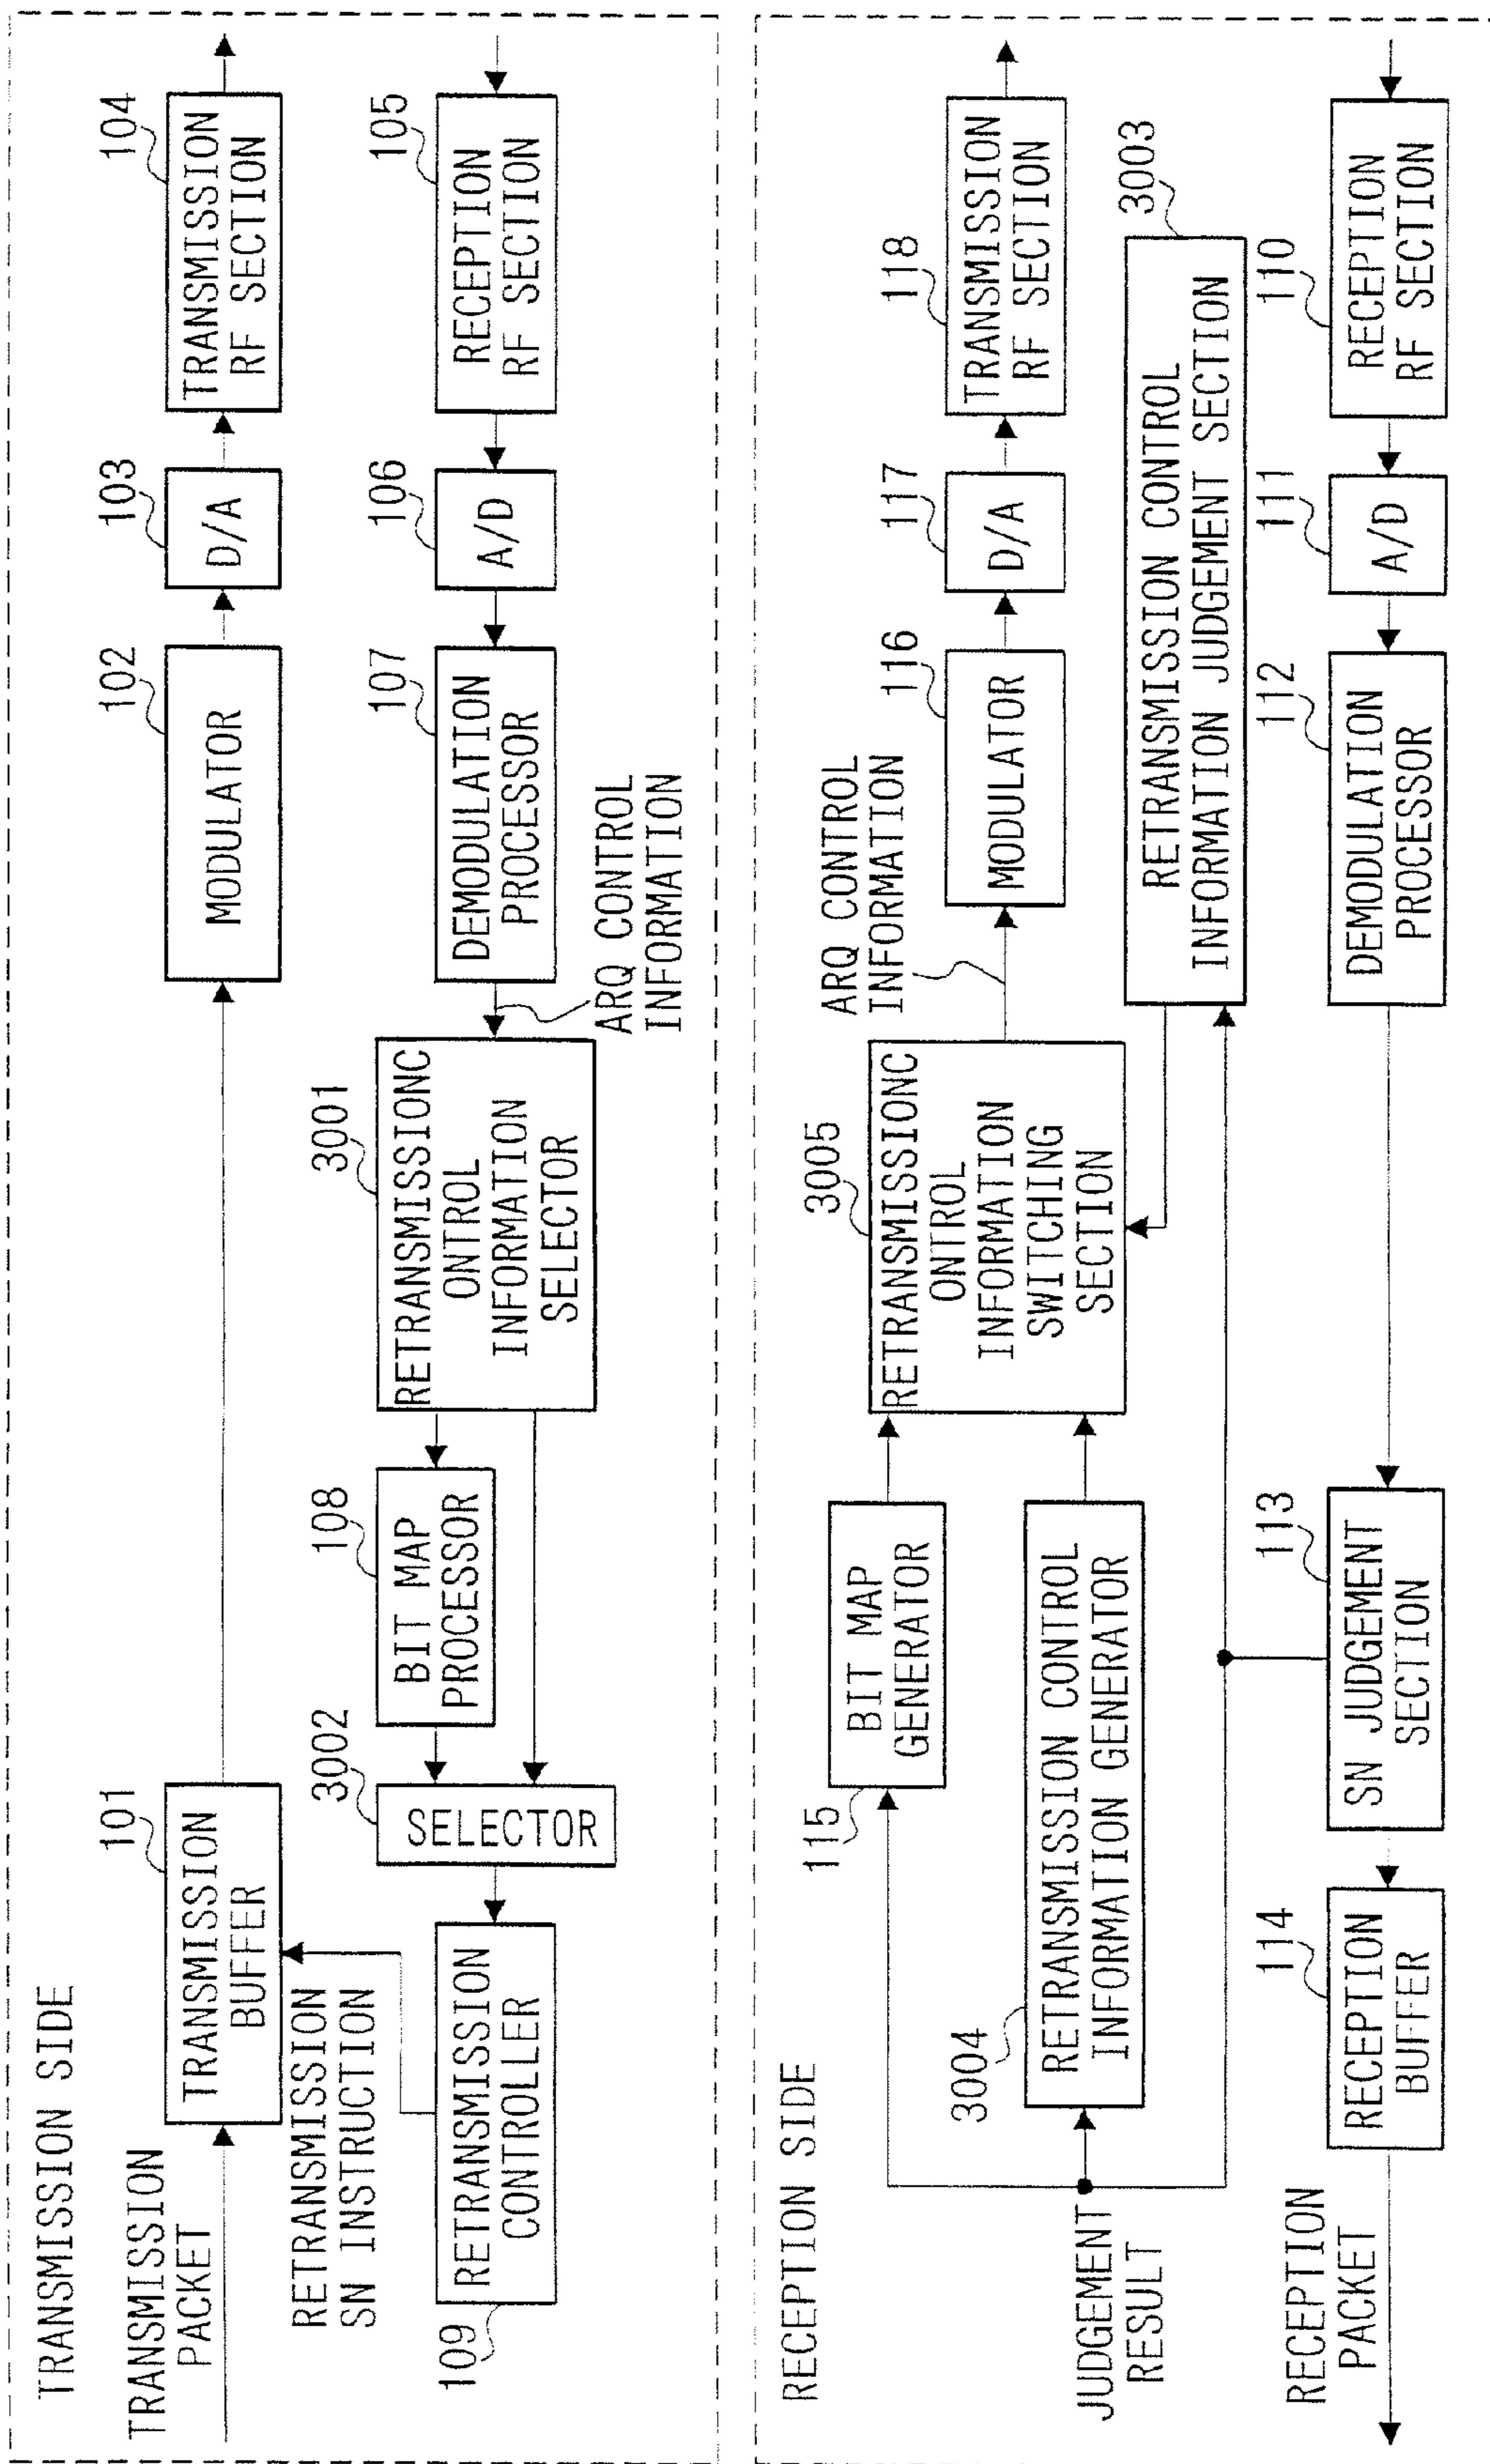 TRANSMISSION SIDE
TRANSMISSION
PACKET
101
TRANSMISSION
BUFFER
102
MODULATOR
103
D/A
104
TRANSMISSION
RF SECTION
RETRANSMISSION
SN INSTRUCTION
109
RETRANSMISSION
CONTROLLER
3002
SELECTOR
108
BIT MAP
PROCESSOR
3001
RETRANSMISSIONC
ONTROL
INFORMATION
SELECTOR
107
DEMODULATION
PROCESSOR
106
A/D
105
RECEPTION
RF SECTION
ARQ CONTROL
INFORMATION
RECEPTION SIDE
115
BIT MAP
GENERATOR
3005
RETRANSMISSIONC
ONTROL
INFORMATION
SWITCHING
SECTION
ARQ CONTROL
INFORMATION
116
MODULATOR
117
D/A
118
TRANSMISSION
RF SECTION
JUDGEMENT
RESULT
3004
RETRANSMISSION CONTROL
INFORMATION GENERATOR
3003
RETRANSMISSION CONTROL
INFORMATION JUDGEMENT SECTION
RECEPTION
PACKET
114
RECEPTION
BUFFER
113
SN JUDGEMENT
SECTION
112
DEMODULATION
PROCESSOR
111
A/D
110
RECEPTION
RF SECTION